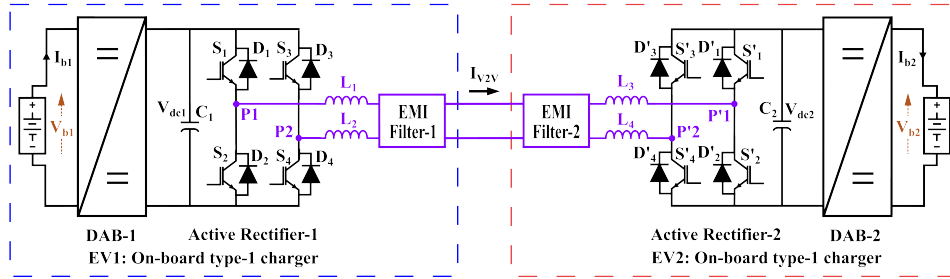 I_b1
V_b1
DAB-1
V_dc1
C_1
S_1
D_1
S_3
D_3
P1
P2
S_2
D_2
S_4
D_4
Active Rectifier-1
EV1: On-board type-1 charger
L_1
L_2
EMI
Filter-1
I_V2V
EMI
Filter-2
L_3
L_4
D'_3
S'_3
D'_1
S'_1
P'1
P'2
D'_4
S'_4
D'_2
S'_2
Active Rectifier-2
C_2
V_dc2
DAB-2
I_b2
V_b2
EV2: On-board type-1 charger